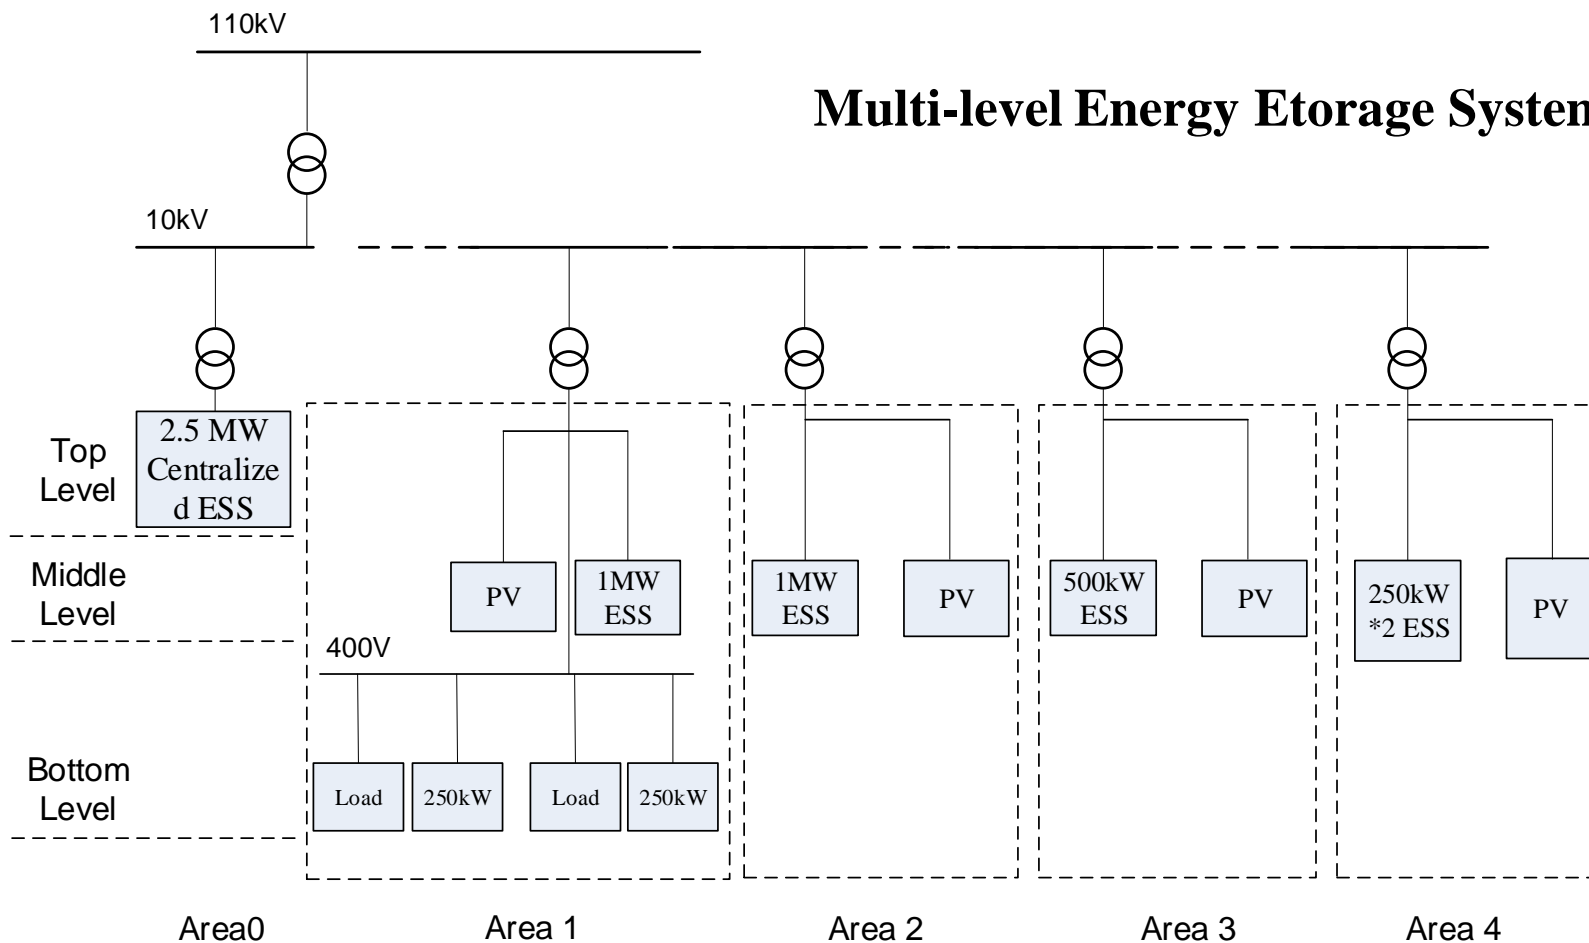 110kV
Multi-level Energy Etorage System
10kV
Top
Level
2.5 MW
Centralize
d ESS
Middle
Level
PV
1MW
ESS
1MW
ESS
PV
500kW
ESS
PV
250kW
*2 ESS
PV
400V
Bottom
Level
Load
250kW
Load
250kW
Area0
Area 1
Area 2
Area 3
Area 4